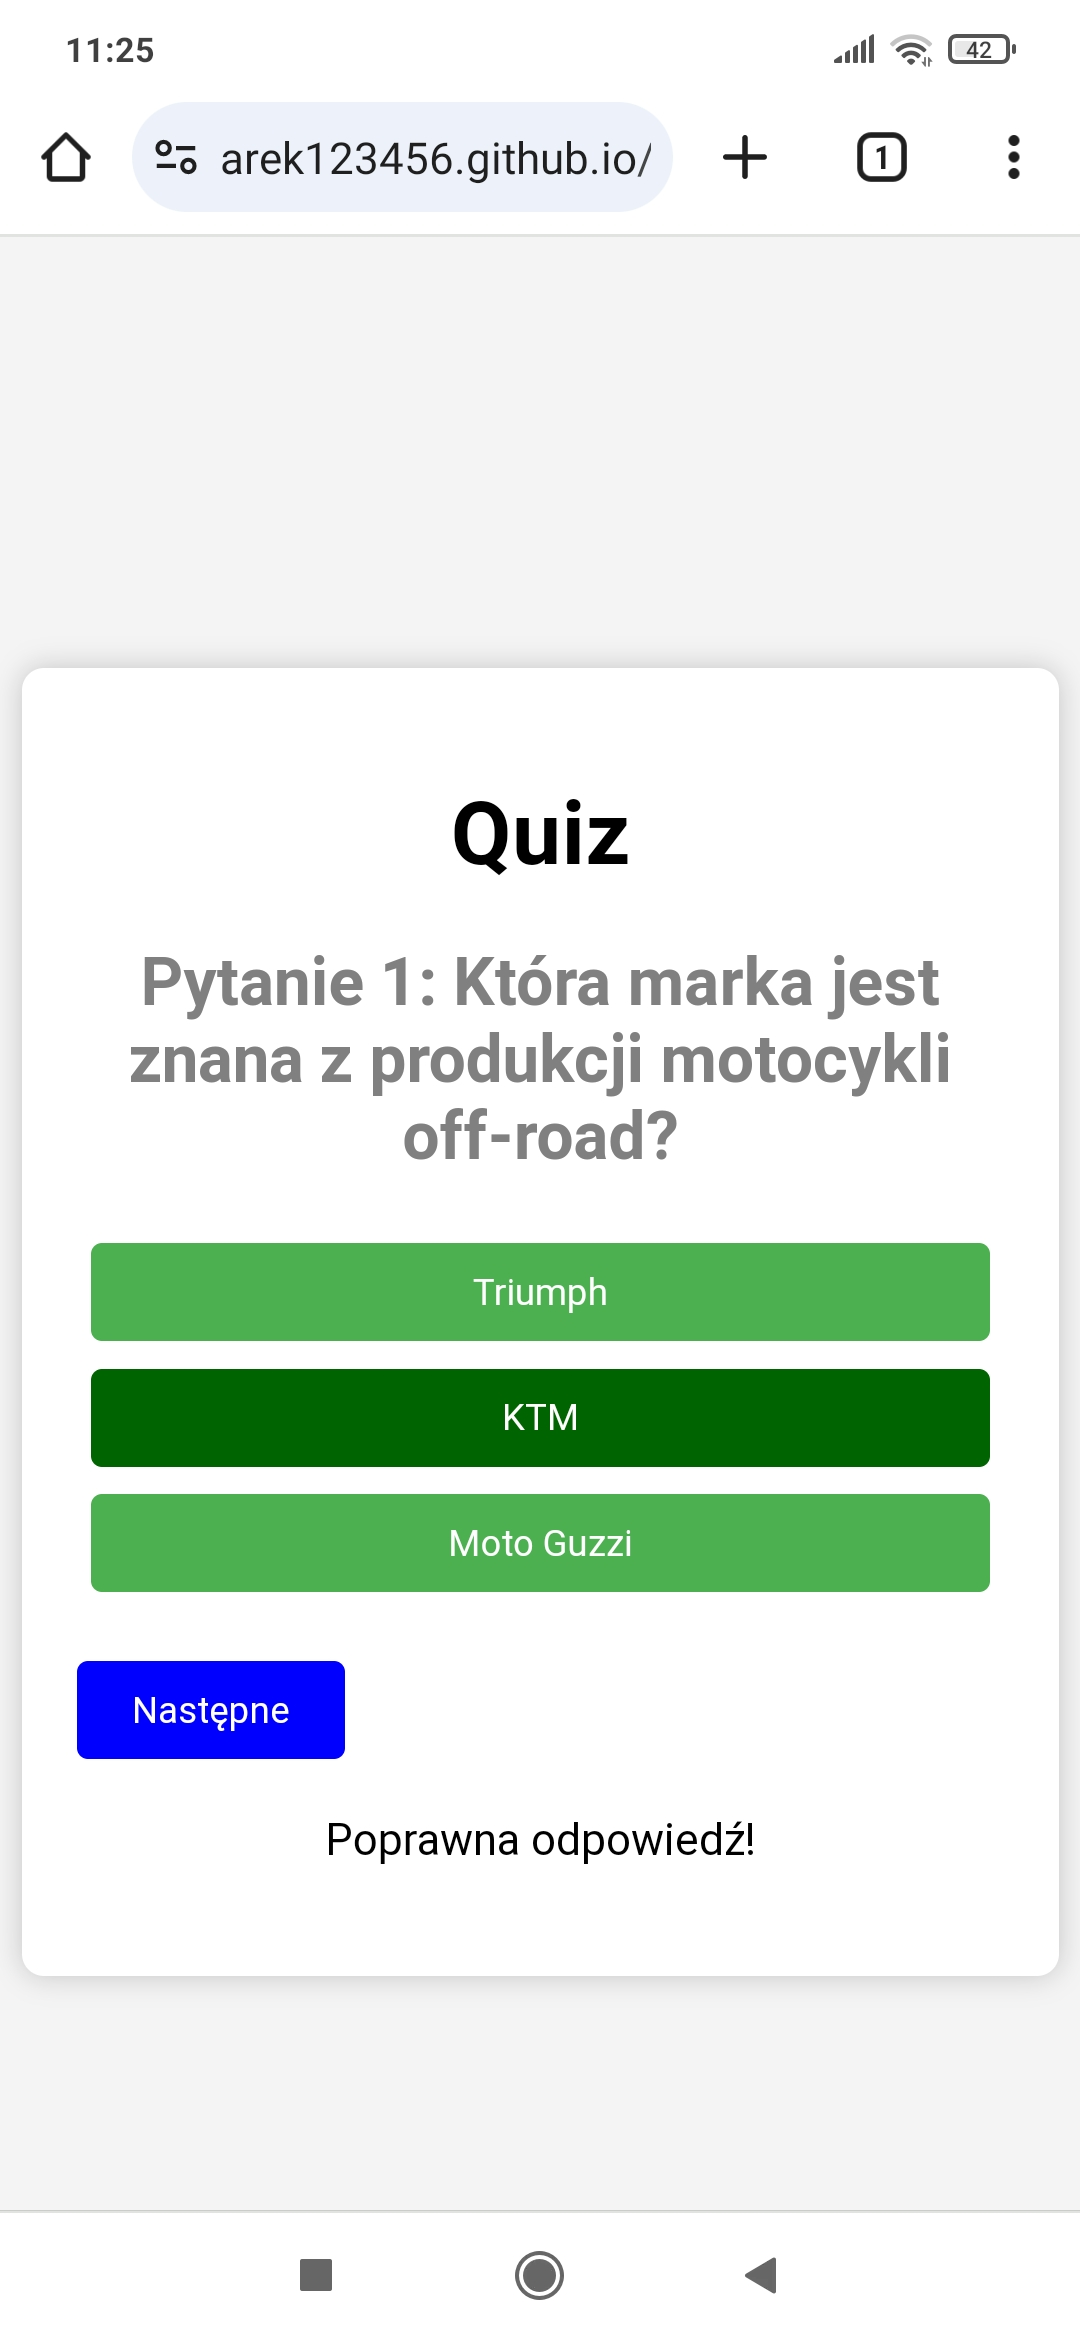 11:25
42
arek123456.github.io/
1
Quiz
Pytanie 1: Która marka jest
znana z produkcji motocykli
off-road?
Triumph
KTM
Moto Guzzi
Następne
Poprawna odpowiedź!